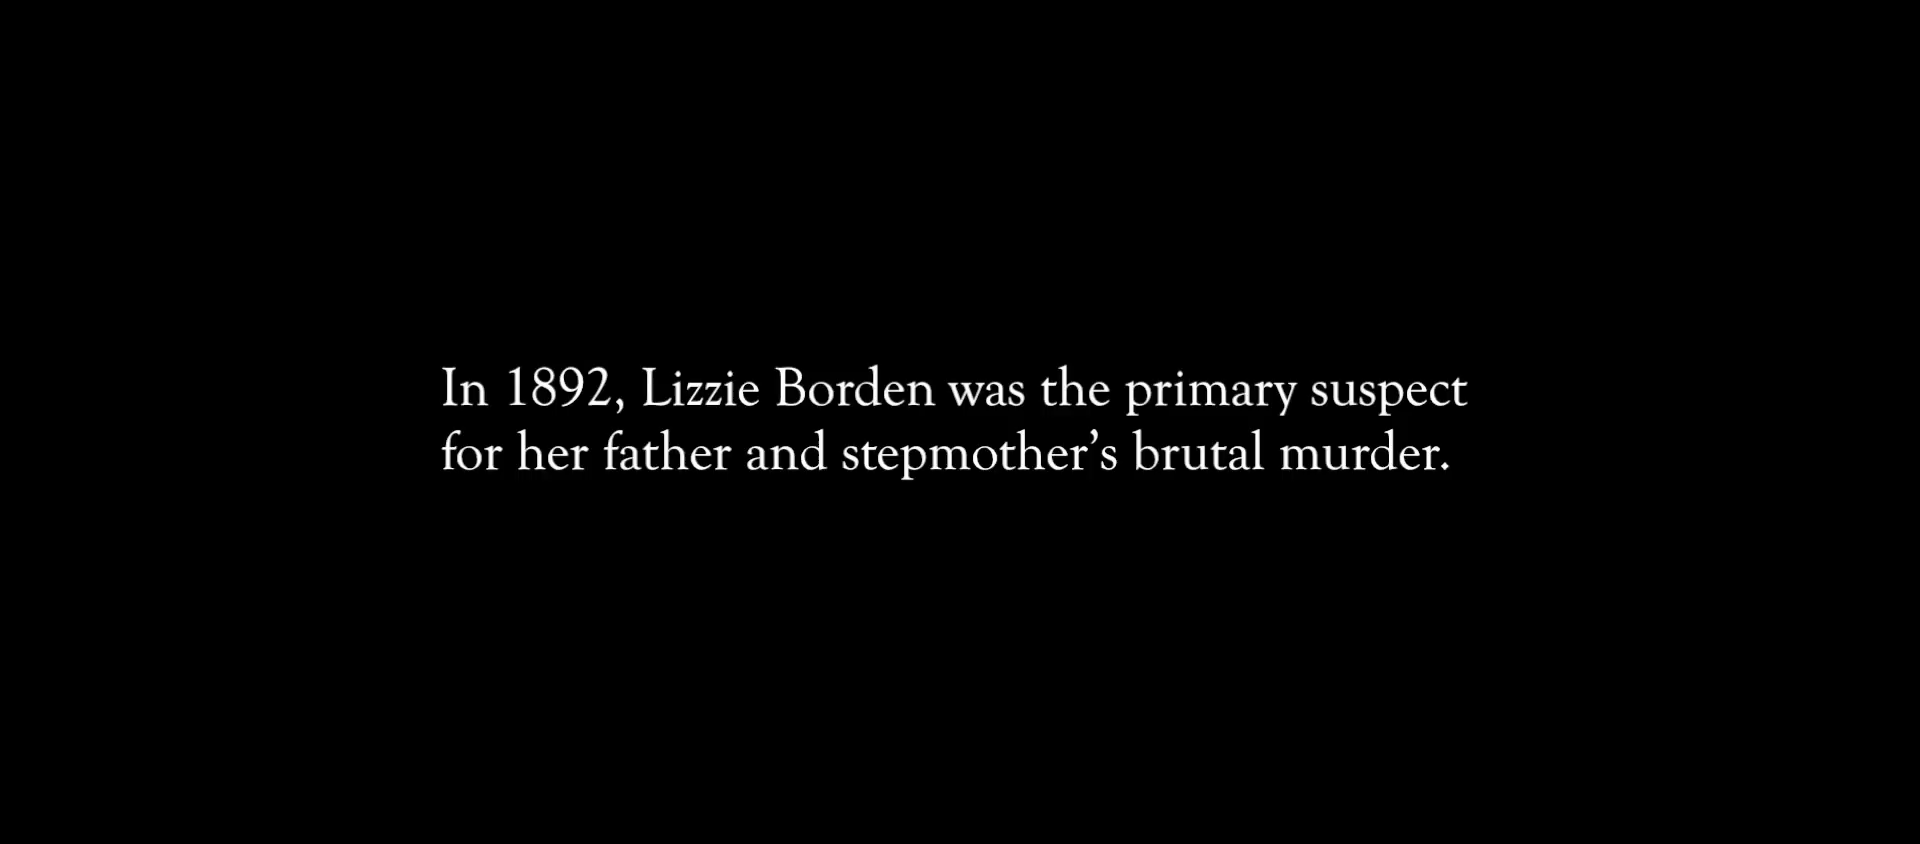 In 1892, Lizzie Borden was the primary suspect
for her father and stepmother’s brutal murder.